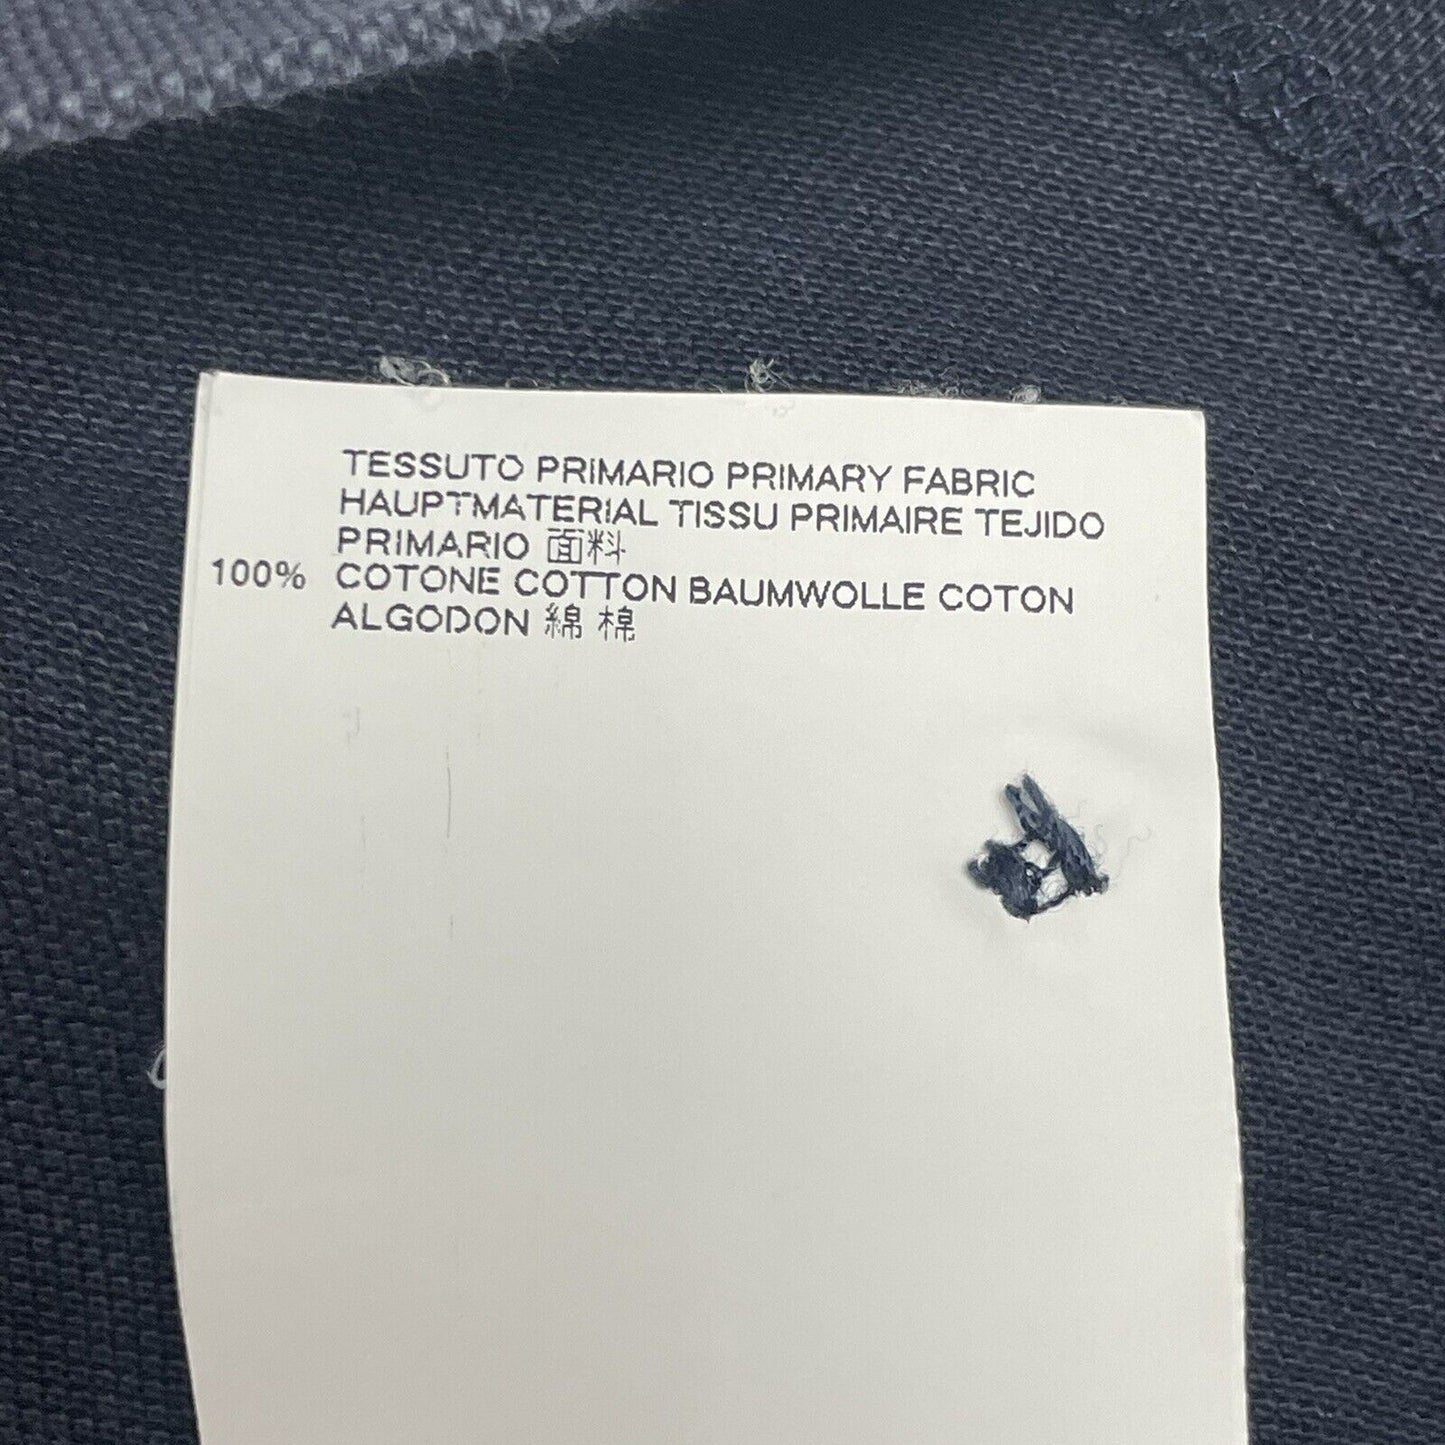 TESSUTO PRIMARIO PRIMARY FABRIC
HAUPTMATERIAL TISSU PRIMAIRE TEJIDO
PRIMARIO 面料
100% COTONE COTTON BAUMWOLLE COTON
ALGODON 綿 棉